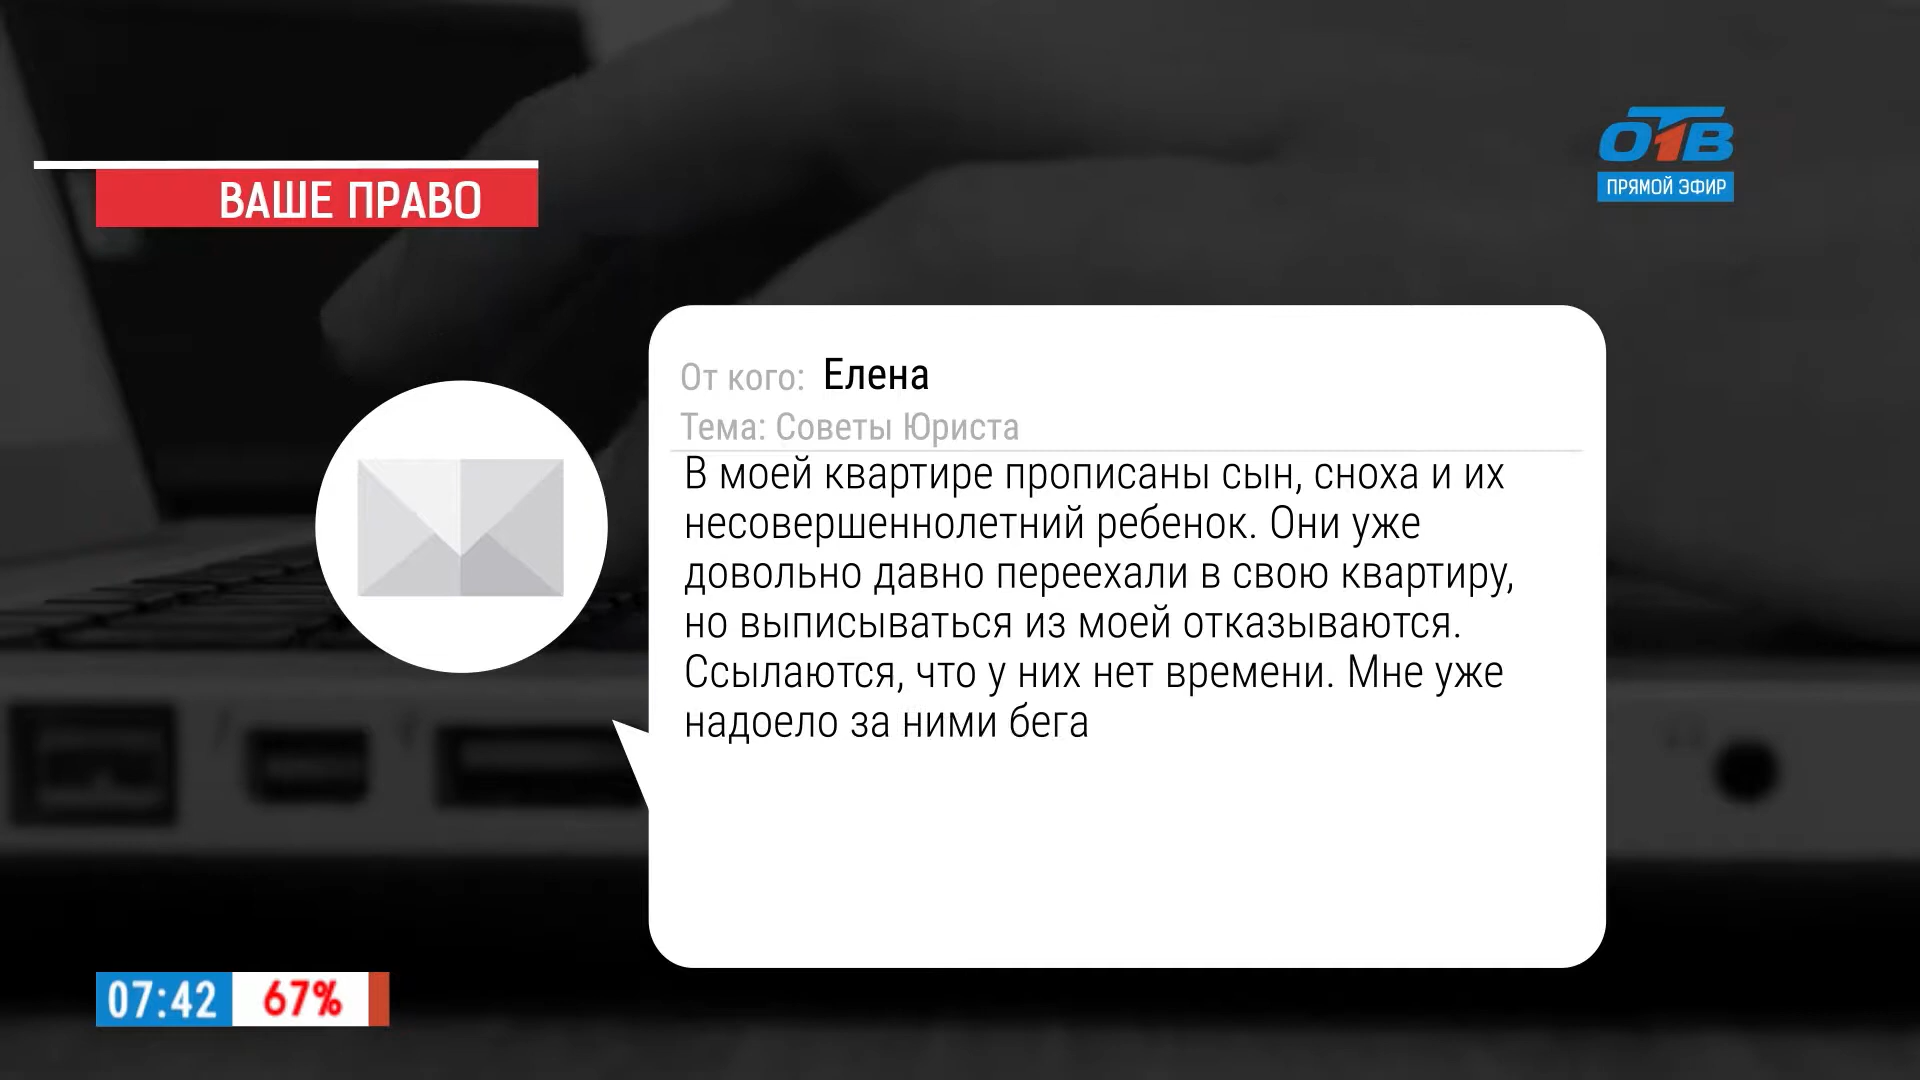 ОТВ
ПРЯМОЙ ЭФИР
ВАШЕ ПРАВО
От кого: Елена
Тема: Советы Юриста
В моей квартире прописаны сын, сноха и их
несовершеннолетний ребенок. Они уже
довольно давно переехали в свою квартиру,
но выписываться из моей отказываются.
Ссылаются, что у них нет времени. Мне уже
надоело за ними бега
07:42 67%